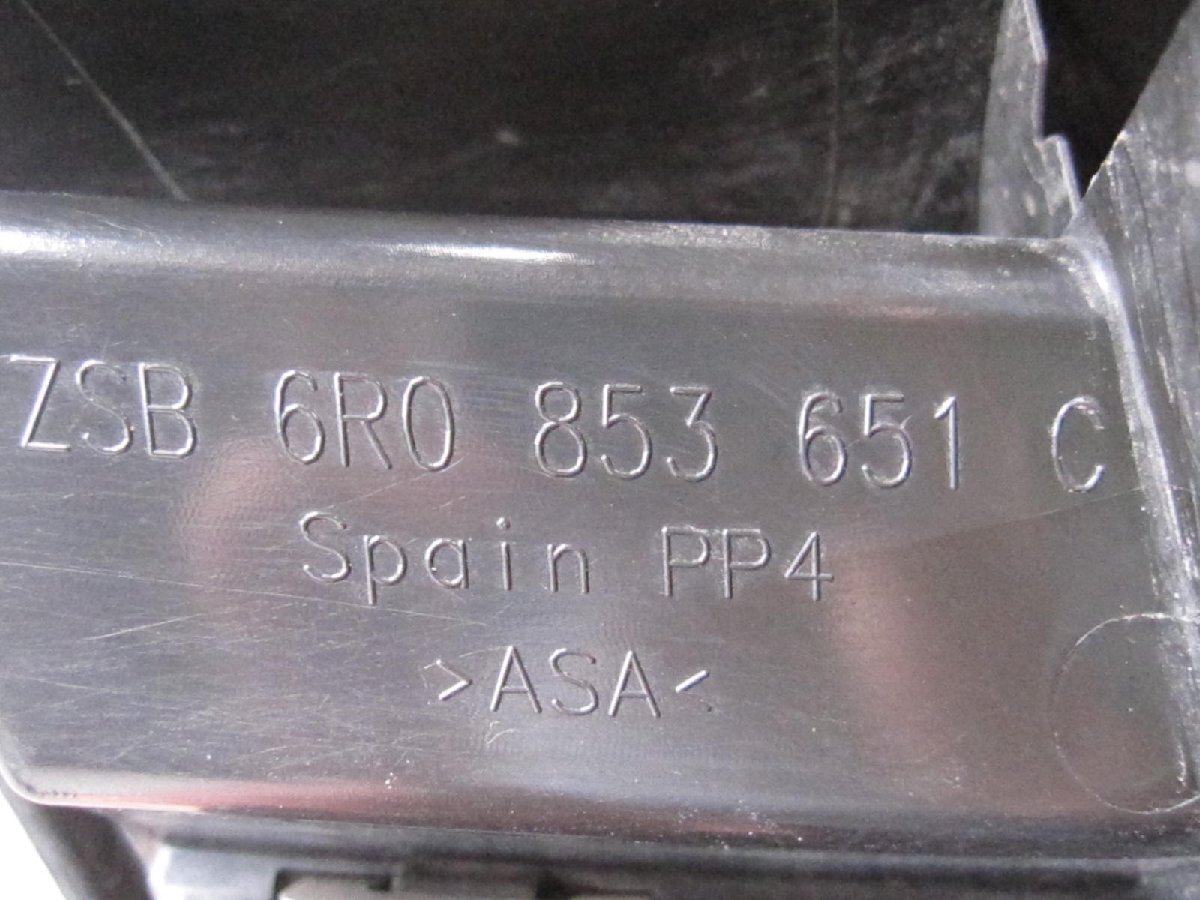 ZSB 6R0 853 651 C
Spain PP4
>ASA<